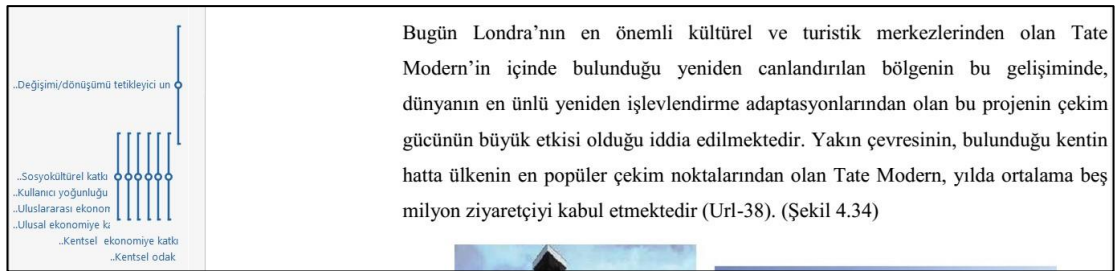 ..Değişimi/dönüşümü tetikleyici un
..Sosyokültürel katkı
..Kullanıcı yoğunluğu
..Uluslararası ekonom
..Ulusal ekonomiye ka
..Kentsel ekonomiye katkı
..Kentsel odak
Bugün Londra’nın en önemli kültürel ve turistik merkezlerinden olan Tate
Modern’in içinde bulunduğu yeniden canlandırılan bölgenin bu gelişiminde,
dünyanın en ünlü yeniden işlevlendirme adaptasyonlarından olan bu projenin çekim
gücünün büyük etkisi olduğu iddia edilmektedir. Yakın çevresinin, bulunduğu kentin
hatta ülkenin en popüler çekim noktalarından olan Tate Modern, yılda ortalama beş
milyon ziyaretçiyi kabul etmektedir (Url-38). (Şekil 4.34)